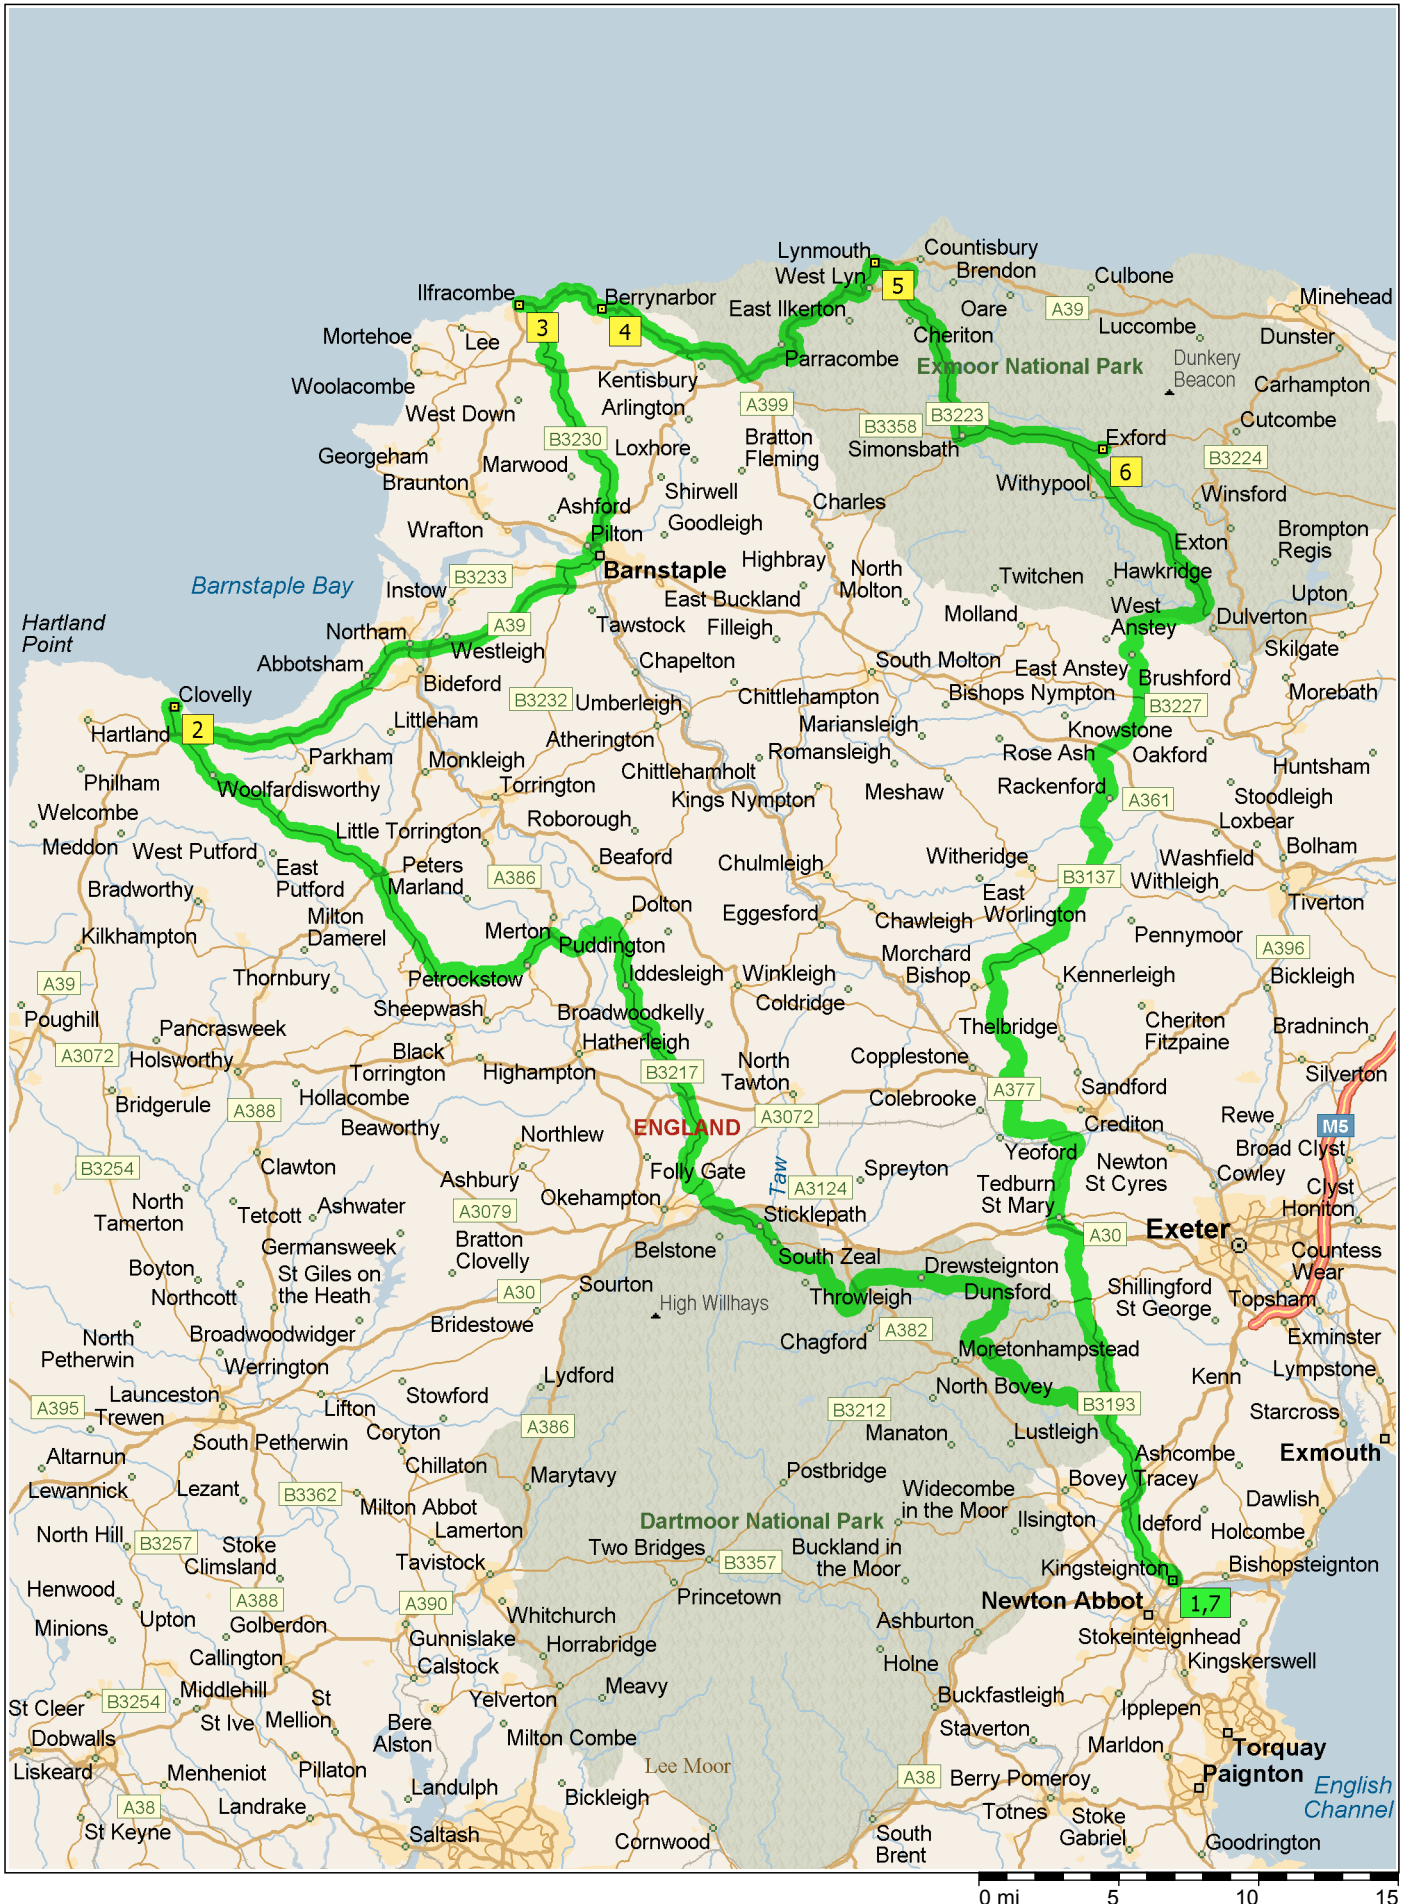 Lynmouth
Countisbury
West Lyn
Brendon
Culbone
5
Ilfracombe
Berrynarbor
East Ilkerton
Oare
A39
Minehead
3
4
Cheriton
Luccombe
Dunster
Mortehoe
Lee
Parracombe
Exmoor National Park
Dunkery
Beacon
Woolacombe
Kentisbury
Carhampton
West Down
Arlington
A399
B3358
B3223
Cutcombe
Georgeham
B3230
Loxhore
Bratton
Fleming
Simonsbath
Exford
B3224
Marwood
6
Braunton
Shirwell
Charles
Withypool
Winsford
Ashford
Wrafton
Pilton
Goodleigh
Brompton
Regis
Exton
Barnstaple
Highbray
North
Molton
Twitchen
Hawkridge
Barnstaple Bay
B3233
Instow
East Buckland
Upton
Hartland
Point
A39
Tawstock
Filleigh
Molland
West
Anstey
Dulverton
Northam
Westleigh
Skilgate
Abbotsham
Chapelton
South Molton
East Anstey
Brushford
Clovelly
Bideford
B3232
Umberleigh
Chittlehampton
Bishops Nympton
Morebath
2
Hartland
Littleham
Mariansleigh
B3227
Knowstone
Atherington
Romansleigh
Rose Ash
Oakford
Parkham
Monkleigh
Chittlehamholt
Huntsham
Philham
Woolfardisworthy
Torrington
Kings Nympton
Meshaw
Rackenford
A361
Stoodleigh
Welcombe
Little Torrington
Roborough
Loxbear
Meddon
West Putford
East
Putford
Peters
Marland
Beaford
Chulmleigh
Witheridge
Washfield
Bolham
Bradworthy
A386
B3137
Withleigh
East
Worlington
Tiverton
Milton
Damerel
Dolton
Eggesford
Chawleigh
Kilkhampton
Merton
Puddington
Pennymoor
A396
Morchard
Bishop
Thornbury
Petrockstow
Iddesleigh
Winkleigh
Kennerleigh
Bickleigh
A39
Sheepwash
Broadwoodkelly
Coldridge
Poughill
Pancrasweek
Thelbridge
Cheriton
Fitzpaine
Bradninch
A3072
Holsworthy
Black
Torrington
Hatherleigh
North
Tawton
Copplestone
Highampton
B3217
A377
Sandford
Silverton
Bridgerule
A388
Hollacombe
Colebrooke
Beaworthy
ENGLAND
A3072
Crediton
Rewe
M5
Northlew
Yeoford
Broad Clyst
B3254
Clawton
Folly Gate
Taw
Spreyton
Newton
St Cyres
Cowley
Ashbury
A3124
Tedburn
St Mary
Clyst
Honiton
North
Tamerton
Tetcott
Ashwater
Okehampton
Sticklepath
A3079
A30
Exeter
Germansweek
Bratton
Clovelly
Belstone
South Zeal
Countess
Wear
Boyton
St Giles on
the Heath
Drewsteignton
Sourton
Northcott
A30
High Willhays
Throwleigh
Dunsford
Shillingford
St George
Topsham
Bridestowe
Chagford
A382
Exminster
North
Petherwin
Broadwoodwidger
Moretonhampstead
Werrington
Lydford
Kenn
Lympstone
Launceston
Stowford
North Bovey
A395
Trewen
Lifton
B3212
B3193
Starcross
Coryton
A386
Manaton
Lustleigh
South Petherwin
Exmouth
Altarnun
Chillaton
Ashcombe
Lewannick
Lezant
Marytavy
Postbridge
Bovey Tracey
B3362
Milton Abbot
Widecombe
in the Moor
Dawlish
North Hill
Lamerton
Dartmoor National Park
Ilsington
Ideford
Holcombe
B3257
Stoke
Climsland
Two Bridges
Buckland in
the Moor
Tavistock
B3357
Kingsteignton
Bishopsteignton
Henwood
A388
Princetown
Newton Abbot
1,7
Upton
A390
Whitchurch
Ashburton
Minions
Golberdon
Gunnislake
Horrabridge
Stokeinteignhead
Callington
Calstock
Holne
Kingskerswell
Middlehill
Meavy
St Cleer
B3254
St
Mellion
Yelverton
Buckfastleigh
Ipplepen
St Ive
Bere
Alston
Dobwalls
Milton Combe
Staverton
Marldon
Torquay
Liskeard
Menheniot
Pillaton
Lee Moor
Paignton
Landulph
A38
Berry Pomeroy
English
Channel
A38
Landrake
Bickleigh
Totnes
Stoke
Gabriel
St Keyne
Saltash
Cornwood
South
Brent
Goodrington
0 mi
5
10
15